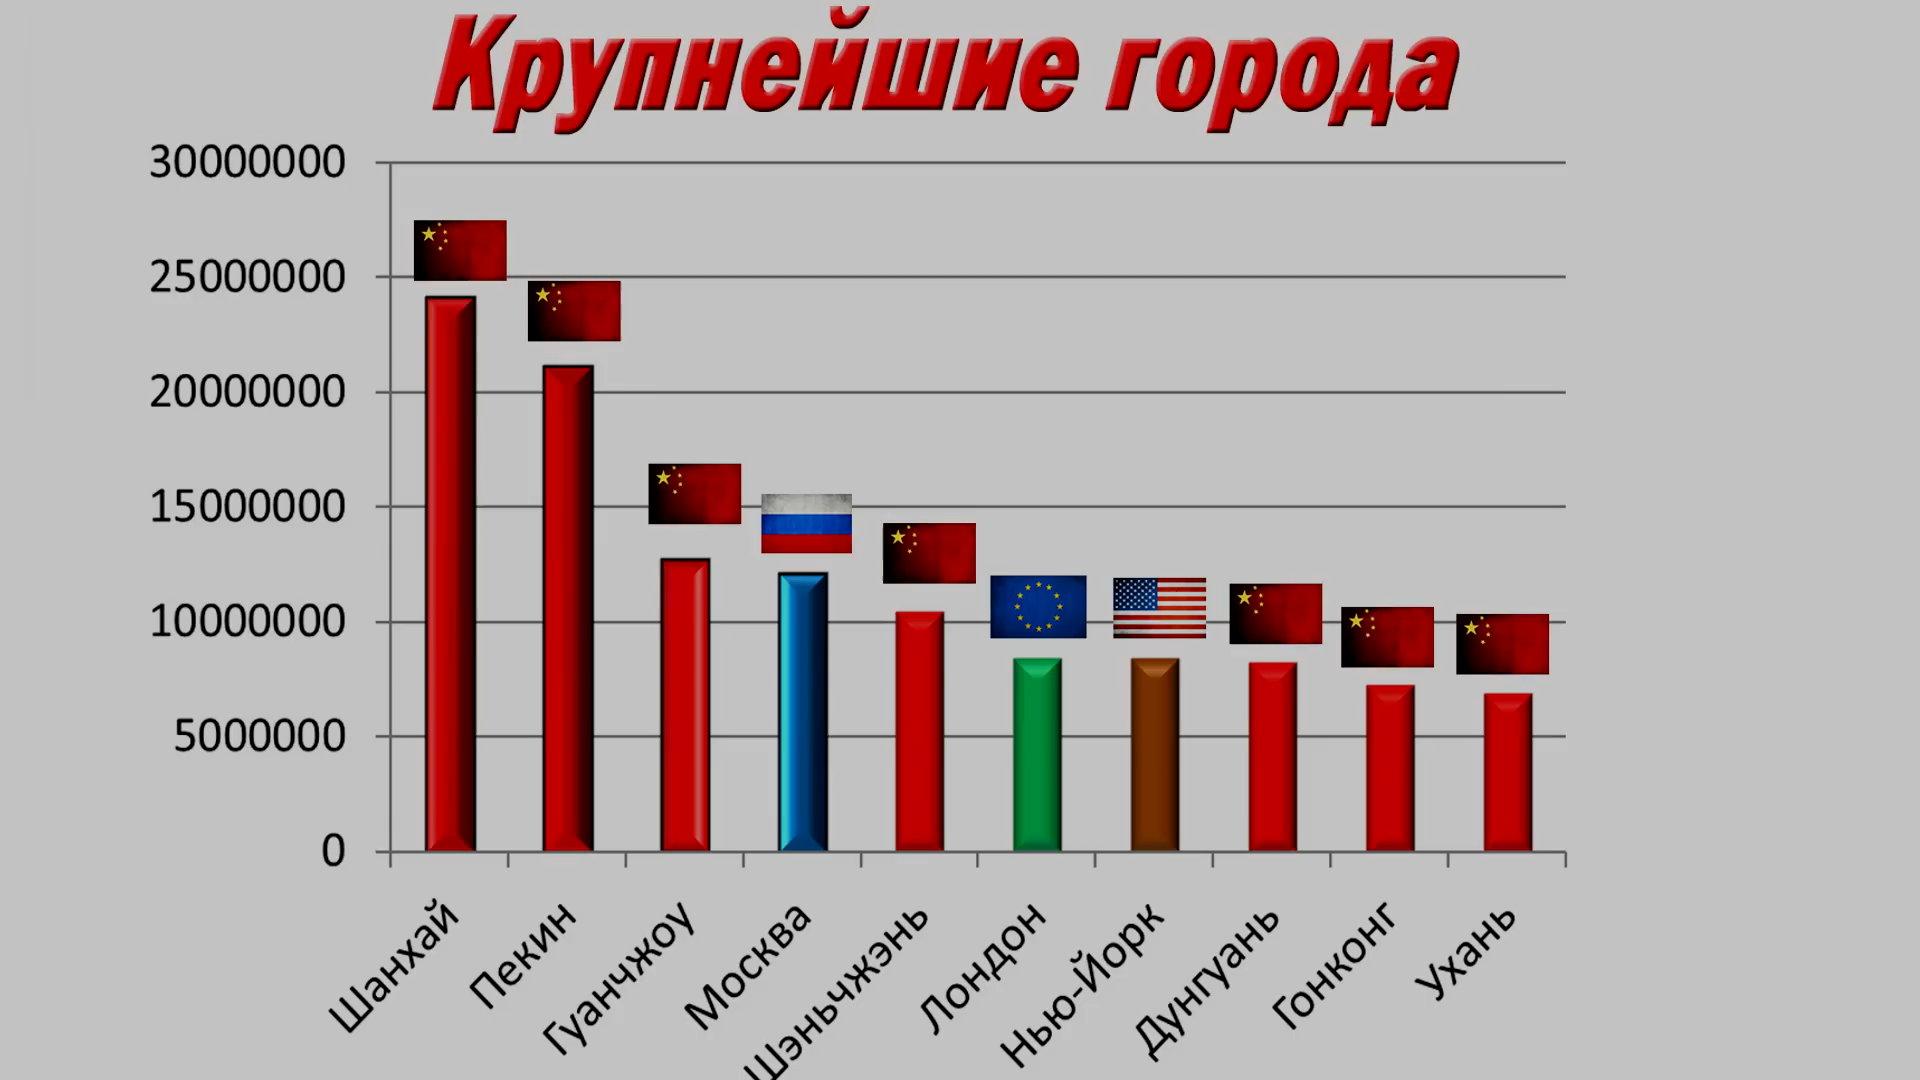 Крупнейшие города
30000000
25000000
20000000
15000000
10000000
5000000
0
Шанхай
Пекин
Гуанчжоу
Москва
Шэньчжэнь
Лондон
Нью-Йорк
Дунгуань
Гонконг
Ухань